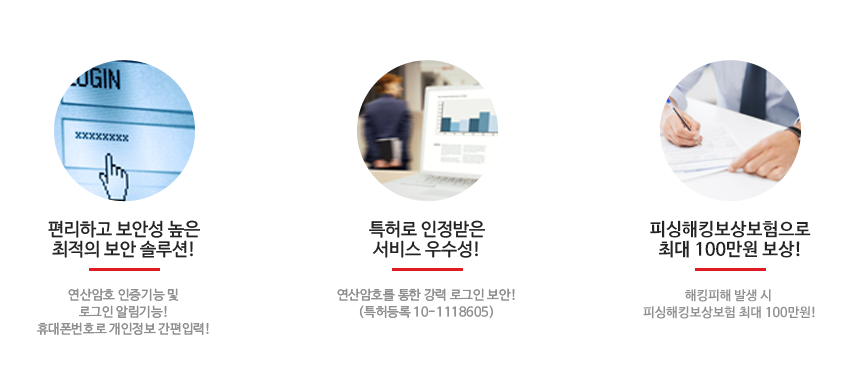 LOGIN
xxxxxxxx
편리하고 보안성 높은
최적의 보안 솔루션!
연산암호 인증기능 및
로그인 알림기능!
휴대폰번호로 개인정보 간편입력!
특허로 인정받은
서비스 우수성!
연산암호를 통한 강력 로그인 보안!
(특허등록 10-1118605)
피싱해킹보상보험으로
최대 100만원 보상!
해킹피해 발생 시
피싱해킹보상보험 최대 100만원!